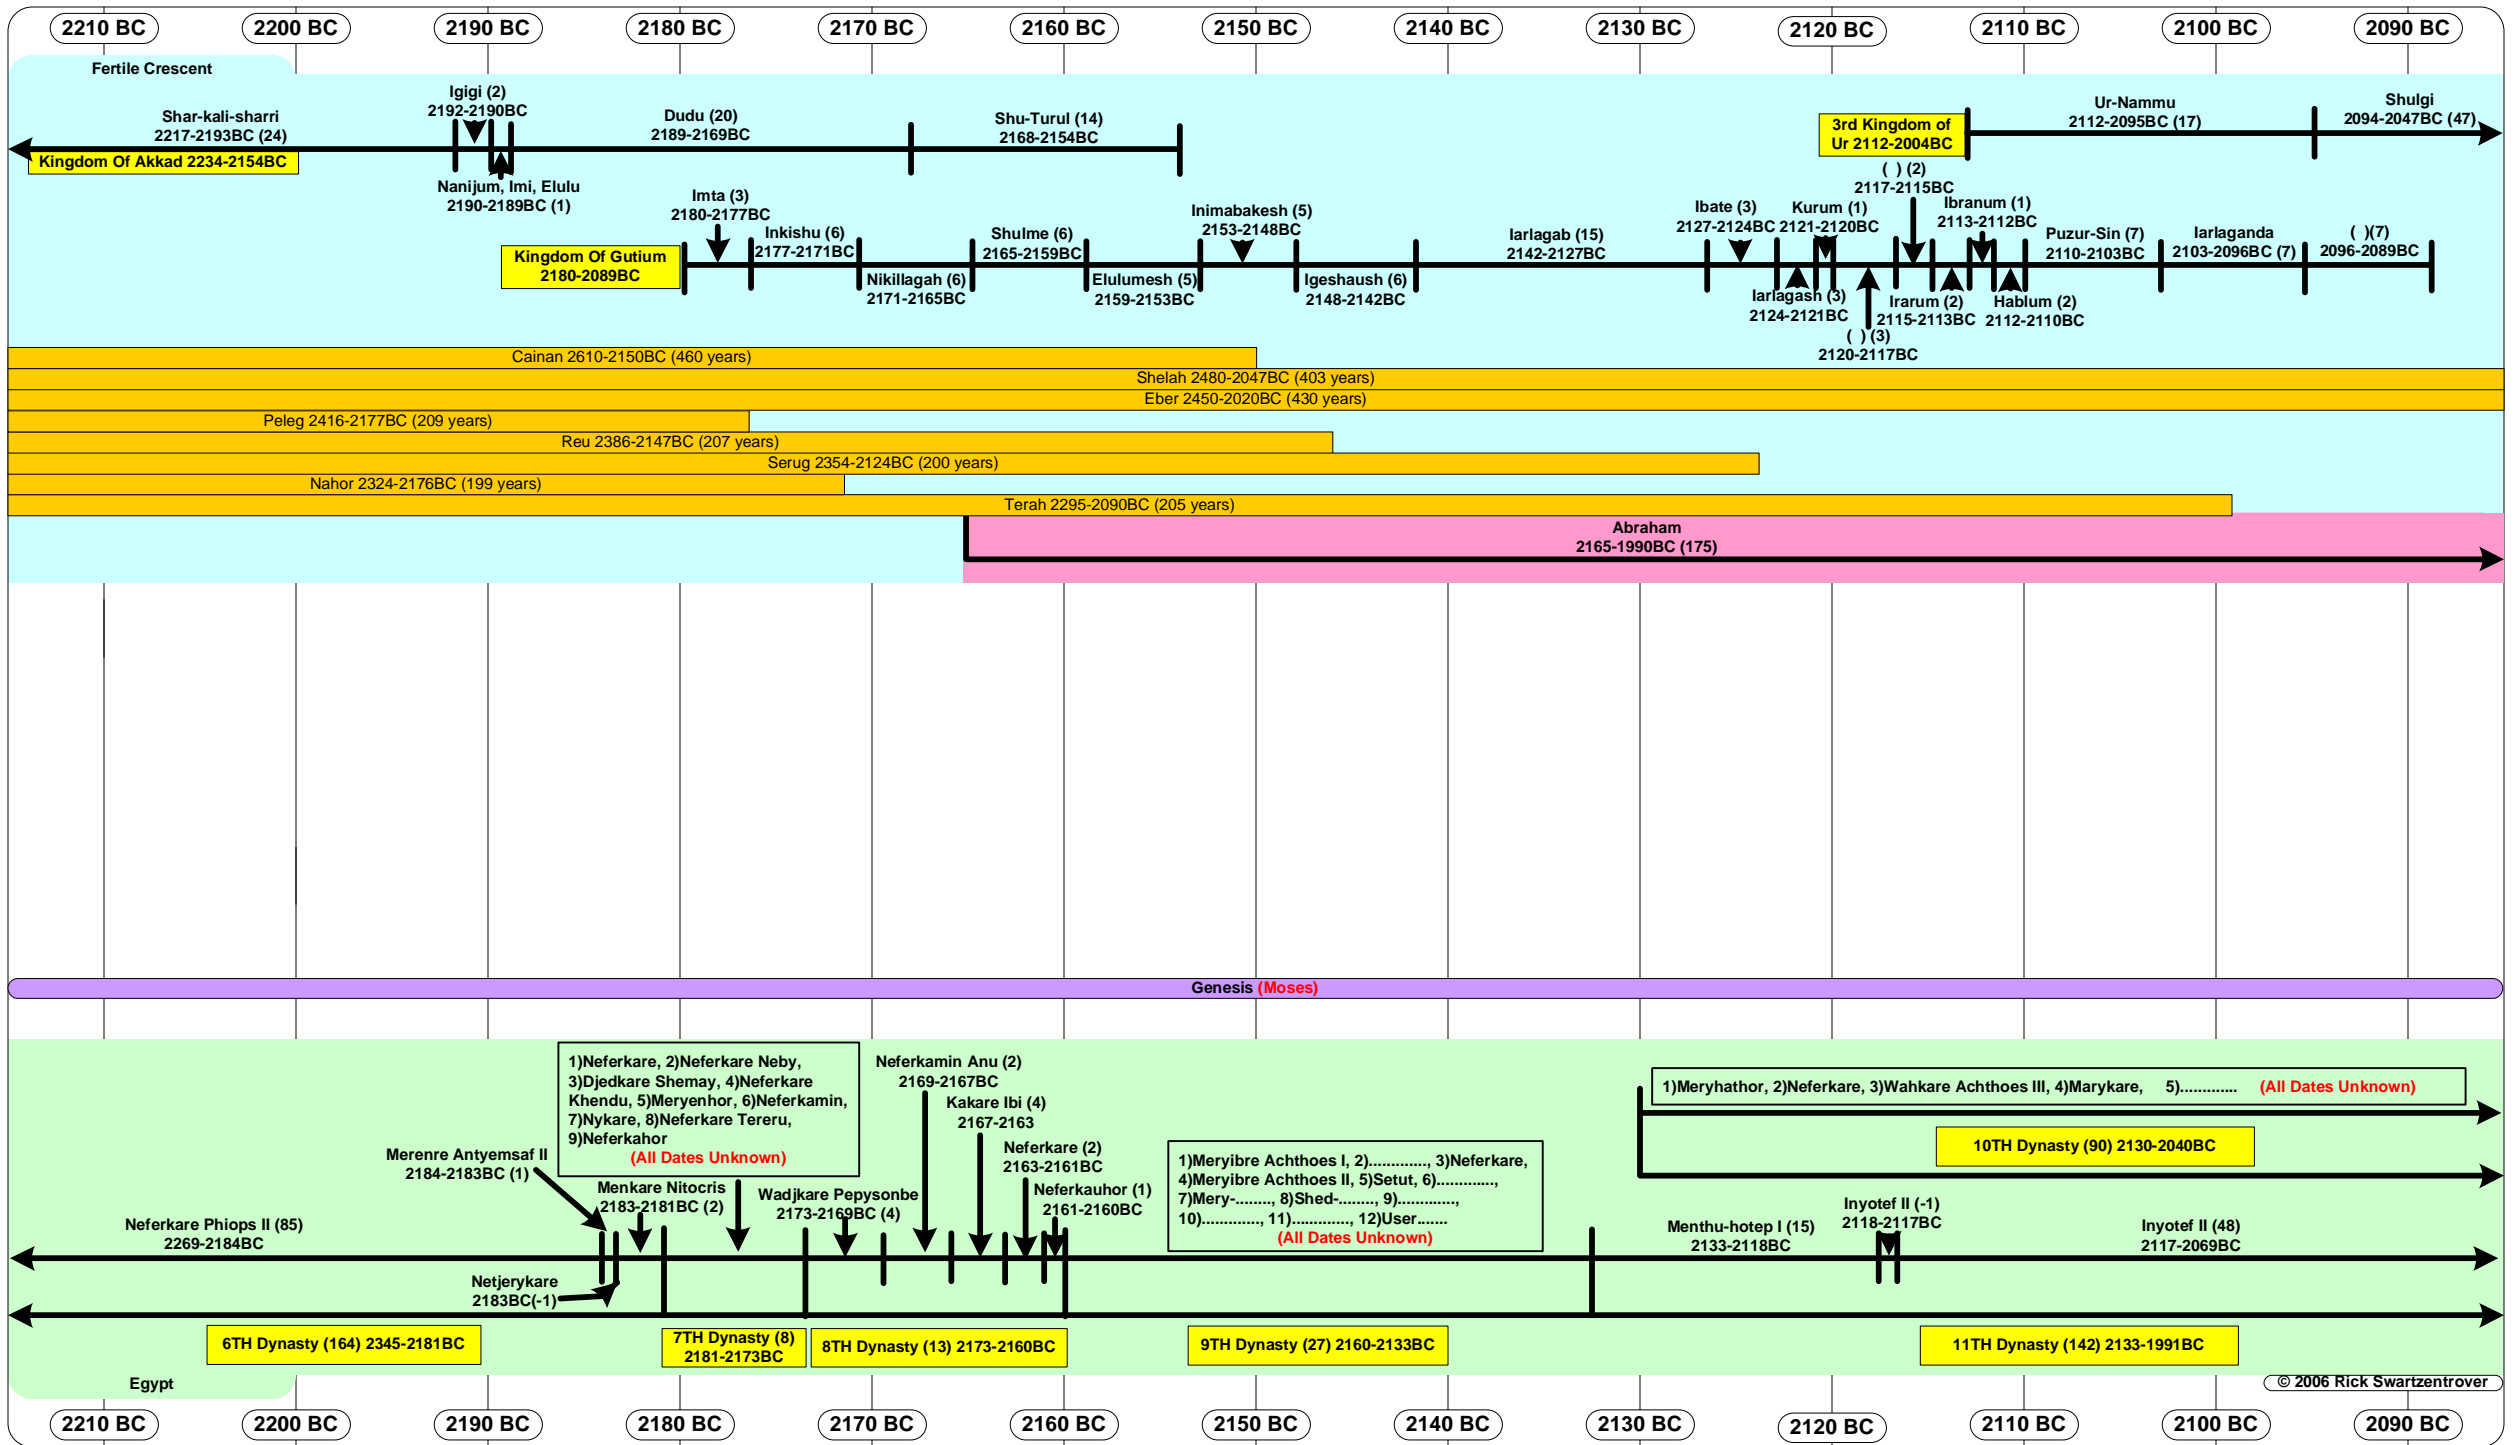 2210 BC
2200 BC
2190 BC
2180 BC
2170 BC
2160 BC
2150 BC
2140 BC
2130 BC
2120 BC
2110 BC
2100 BC
2090 BC
Fertile Crescent
Shar-kali-sharri
2217-2193BC (24)
Kingdom Of Akkad 2234-2154BC
Igigi (2)
2192-2190BC
Nanijum, Imi, Elulu
2190-2189BC (1)
Dudu (20)
2189-2169BC
Shu-Turul (14)
2168-2154BC
3rd Kingdom of
Ur 2112-2004BC
Ur-Nammu
2112-2095BC (17)
Shulgi
2094-2047BC (47)
Kingdom Of Gutium
2180-2089BC
Imta (3)
2180-2177BC
Inkishu (6)
2177-2171BC
Nikillagah (6)
2171-2165BC
Shulme (6)
2165-2159BC
Elulumesh (5)
2159-2153BC
Inimabakesh (5)
2153-2148BC
Igeshaush (6)
2148-2142BC
Iarlagab (15)
2142-2127BC
Ibate (3)
2127-2124BC
Iarlagash (3)
2124-2121BC
Kurum (1)
2121-2120BC
( ) (3)
2120-2117BC
( ) (2)
2117-2115BC
Irarum (2)
2115-2113BC
Ibranum (1)
2113-2112BC
Hablum (2)
2112-2110BC
Puzur-Sin (7)
2110-2103BC
Iarlaganda
2103-2096BC (7)
( )(7)
2096-2089BC
Cainan 2610-2150BC (460 years)
Shelah 2480-2047BC (403 years)
Eber 2450-2020BC (430 years)
Peleg 2416-2177BC (209 years)
Reu 2386-2147BC (207 years)
Serug 2354-2124BC (200 years)
Nahor 2324-2176BC (199 years)
Terah 2295-2090BC (205 years)
Abraham
2165-1990BC (175)
Genesis (Moses)
Neferkare Phiops II (85)
2269-2184BC
Merenre Antyemsaf II
2184-2183BC (1)
Netjerykare
2183BC(-1)
Menkare Nitocris
2183-2181BC (2)
1)Neferkare, 2)Neferkare Neby,
3)Djedkare Shemay, 4)Neferkare
Khendu, 5)Meryenhor, 6)Neferkamin,
7)Nykare, 8)Neferkare Tereru,
9)Neferkahor
(All Dates Unknown)
Wadjkare Pepysonbe
2173-2169BC (4)
Neferkamin Anu (2)
2169-2167BC
Kakare Ibi (4)
2167-2163
Neferkare (2)
2163-2161BC
Neferkauhor (1)
2161-2160BC
1)Meryibre Achthoes I, 2)............., 3)Neferkare,
4)Meryibre Achthoes II, 5)Setut, 6).............,
7)Mery-........, 8)Shed-........, 9).............,
10)............., 11)............., 12)User.......
(All Dates Unknown)
1)Meryhathor, 2)Neferkare, 3)Wahkare Achthoes III, 4)Marykare, 5)............. (All Dates Unknown)
10TH Dynasty (90) 2130-2040BC
Menthu-hotep I (15)
2133-2118BC
Inyotef II (-1)
2118-2117BC
Inyotef II (48)
2117-2069BC
6TH Dynasty (164) 2345-2181BC
7TH Dynasty (8)
2181-2173BC
8TH Dynasty (13) 2173-2160BC
9TH Dynasty (27) 2160-2133BC
11TH Dynasty (142) 2133-1991BC
Egypt
© 2006 Rick Swartzentrover
2210 BC
2200 BC
2190 BC
2180 BC
2170 BC
2160 BC
2150 BC
2140 BC
2130 BC
2120 BC
2110 BC
2100 BC
2090 BC